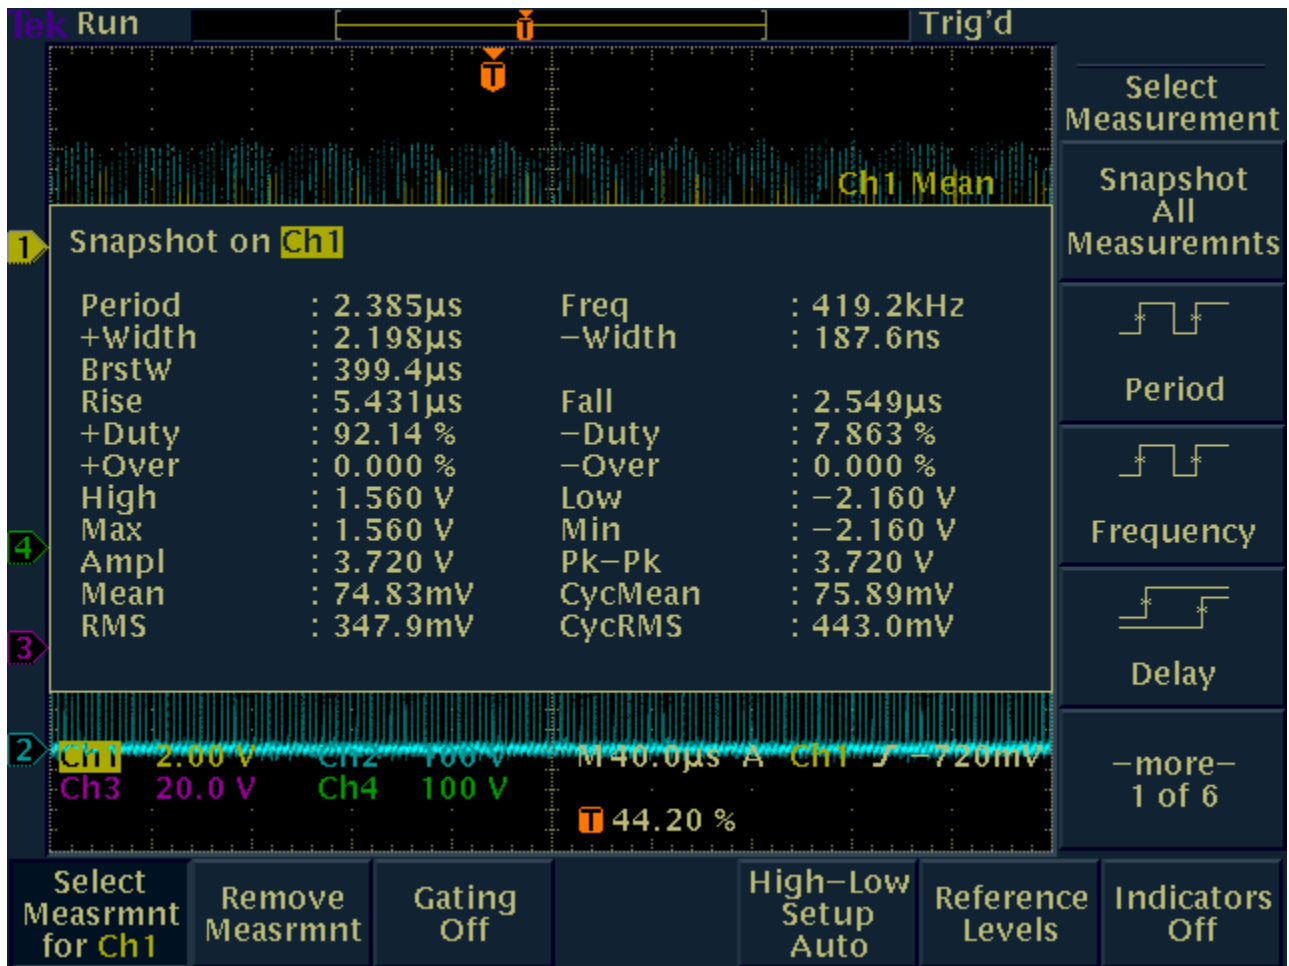 Tek Run Trig'd
T
T
Ch1 Mean
1
Snapshot on Ch1
Period : 2.385µs Freq : 419.2kHz
+Width : 2.198µs −Width : 187.6ns
BrstW : 399.4µs
Rise : 5.431µs Fall : 2.549µs
+Duty : 92.14 % −Duty : 7.863 %
+Over : 0.000 % −Over : 0.000 %
High : 1.560 V Low : −2.160 V
Max : 1.560 V Min : −2.160 V
4
Ampl : 3.720 V Pk−Pk : 3.720 V
Mean : 74.83mV CycMean : 75.89mV
RMS : 347.9mV CycRMS : 443.0mV
3
2
Ch1 2.00 V Ch2 100 V M 40.0µs A Ch1 −720mV
Ch3 20.0 V Ch4 100 V
T 44.20 %
Select
Measurement
Snapshot
All
Measuremnts
Period
Frequency
Delay
−more−
1 of 6
Select
Measrmnt
for Ch1
Remove
Measrmnt
Gating
Off
High−Low
Setup
Auto
Reference
Levels
Indicators
Off